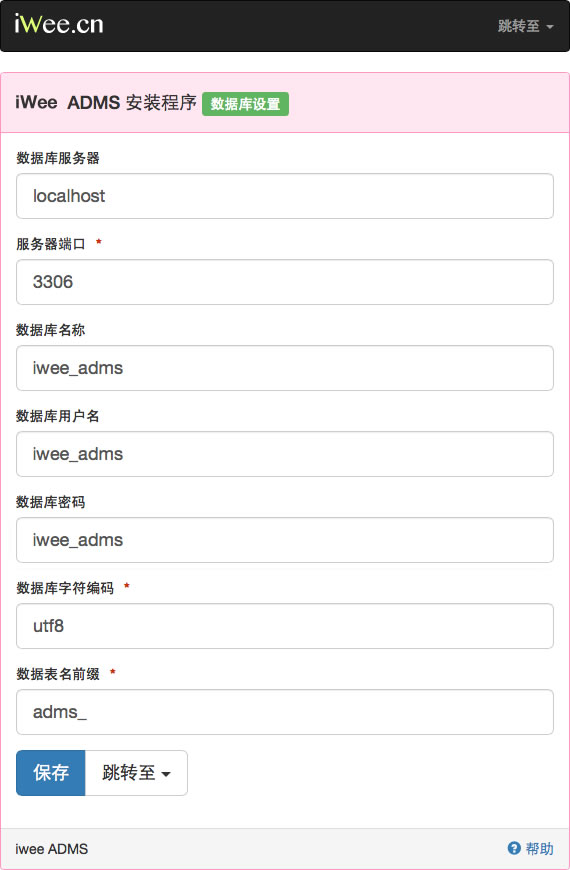 iWee.cn 跳转至
iWee ADMS 安装程序 数据库设置
数据库服务器
localhost
服务器端口 *
3306
数据库名称
iwee_adms
数据库用户名
iwee_adms
数据库密码
iwee_adms
数据库字符编码 *
utf8
数据表名前缀 *
adms_
保存 跳转至
iwee ADMS ? 帮助